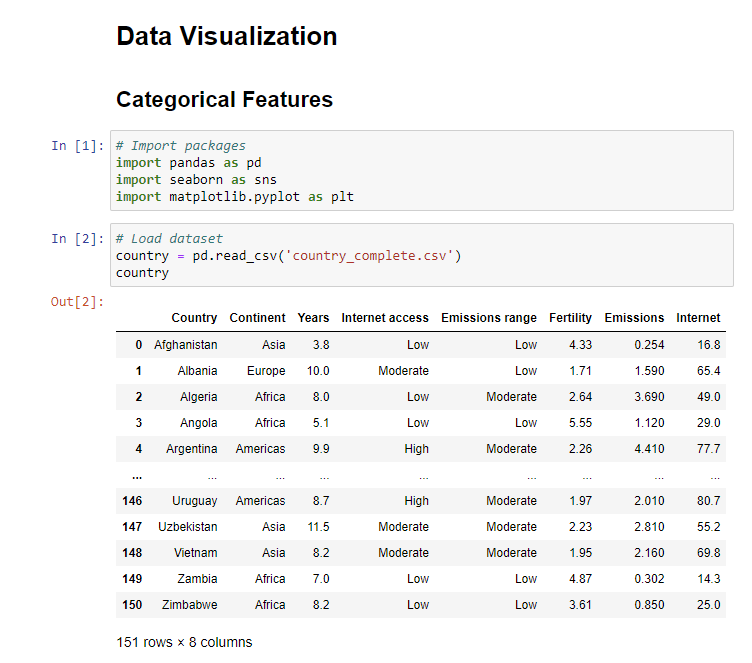 Data Visualization
Categorical Features
In [1]: # Import packages
import pandas as pd
import seaborn as sns
import matplotlib.pyplot as plt
In [2]: # Load dataset
country = pd.read_csv('country_complete.csv')
country
Out[2]:
Country Continent Years Internet access Emissions range Fertility Emissions Internet
0 Afghanistan Asia 3.8 Low Low 4.33 0.254 16.8
1 Albania Europe 10.0 Moderate Low 1.71 1.590 65.4
2 Algeria Africa 8.0 Low Moderate 2.64 3.690 49.0
3 Angola Africa 5.1 Low Low 5.55 1.120 29.0
4 Argentina Americas 9.9 High Moderate 2.26 4.410 77.7
... ... ... ... ... ... ... ... ...
146 Uruguay Americas 8.7 High Moderate 1.97 2.010 80.7
147 Uzbekistan Asia 11.5 Moderate Moderate 2.23 2.810 55.2
148 Vietnam Asia 8.2 Moderate Moderate 1.95 2.160 69.8
149 Zambia Africa 7.0 Low Low 4.87 0.302 14.3
150 Zimbabwe Africa 8.2 Low Low 3.61 0.850 25.0
151 rows × 8 columns